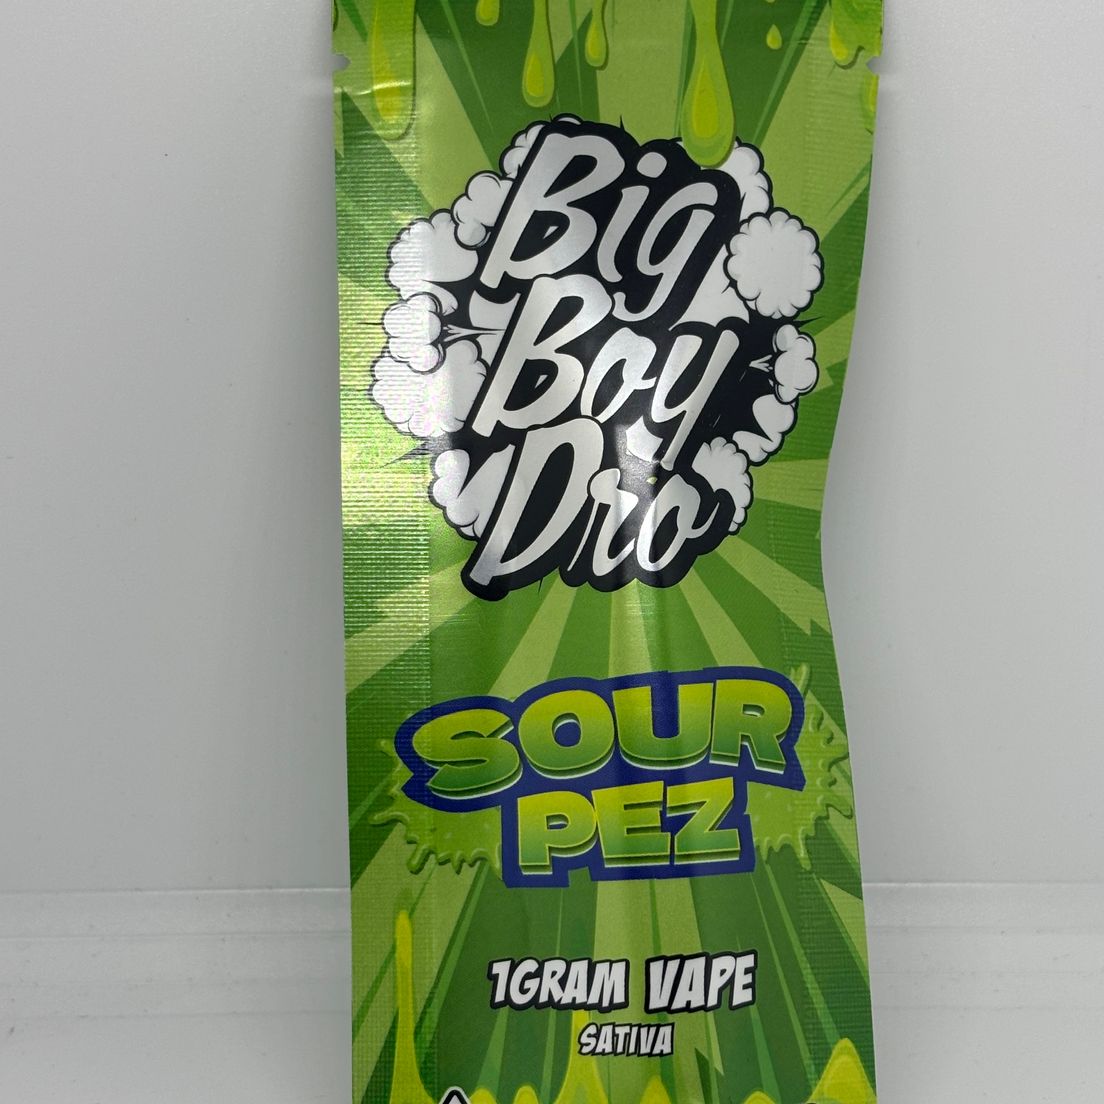 Big
Boy
Dro
SOUR
PEZ
1GRAM VAPE
SATIVA